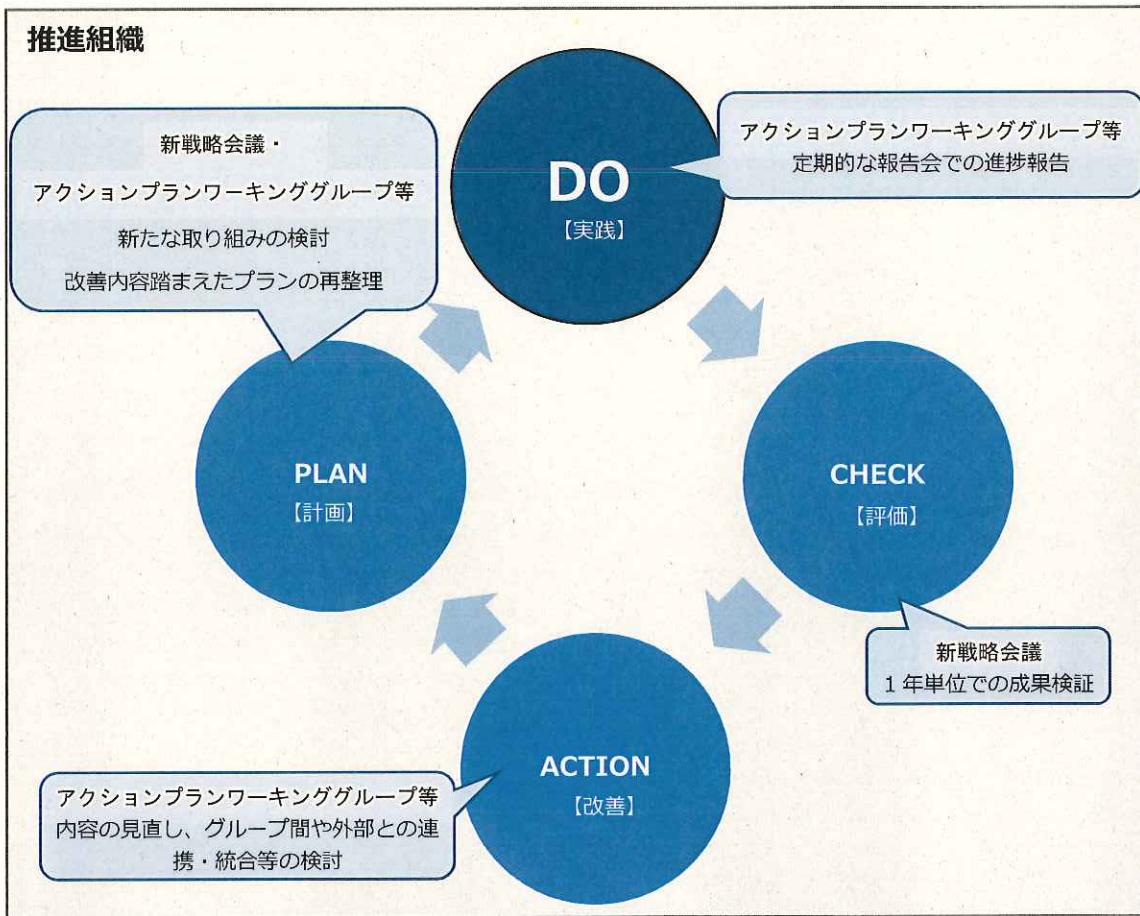 推進組織
新戦略会議・
アクションプランワーキンググループ等
新たな取り組みの検討
改善内容踏まえたプランの再整理
DO
【実践】
アクションプランワーキンググループ等
定期的な報告会での進捗報告
PLAN
【計画】
CHECK
【評価】
新戦略会議
1年単位での成果検証
ACTION
【改善】
アクションプランワーキンググループ等
内容の見直し、グループ間や外部との連
携・統合等の検討